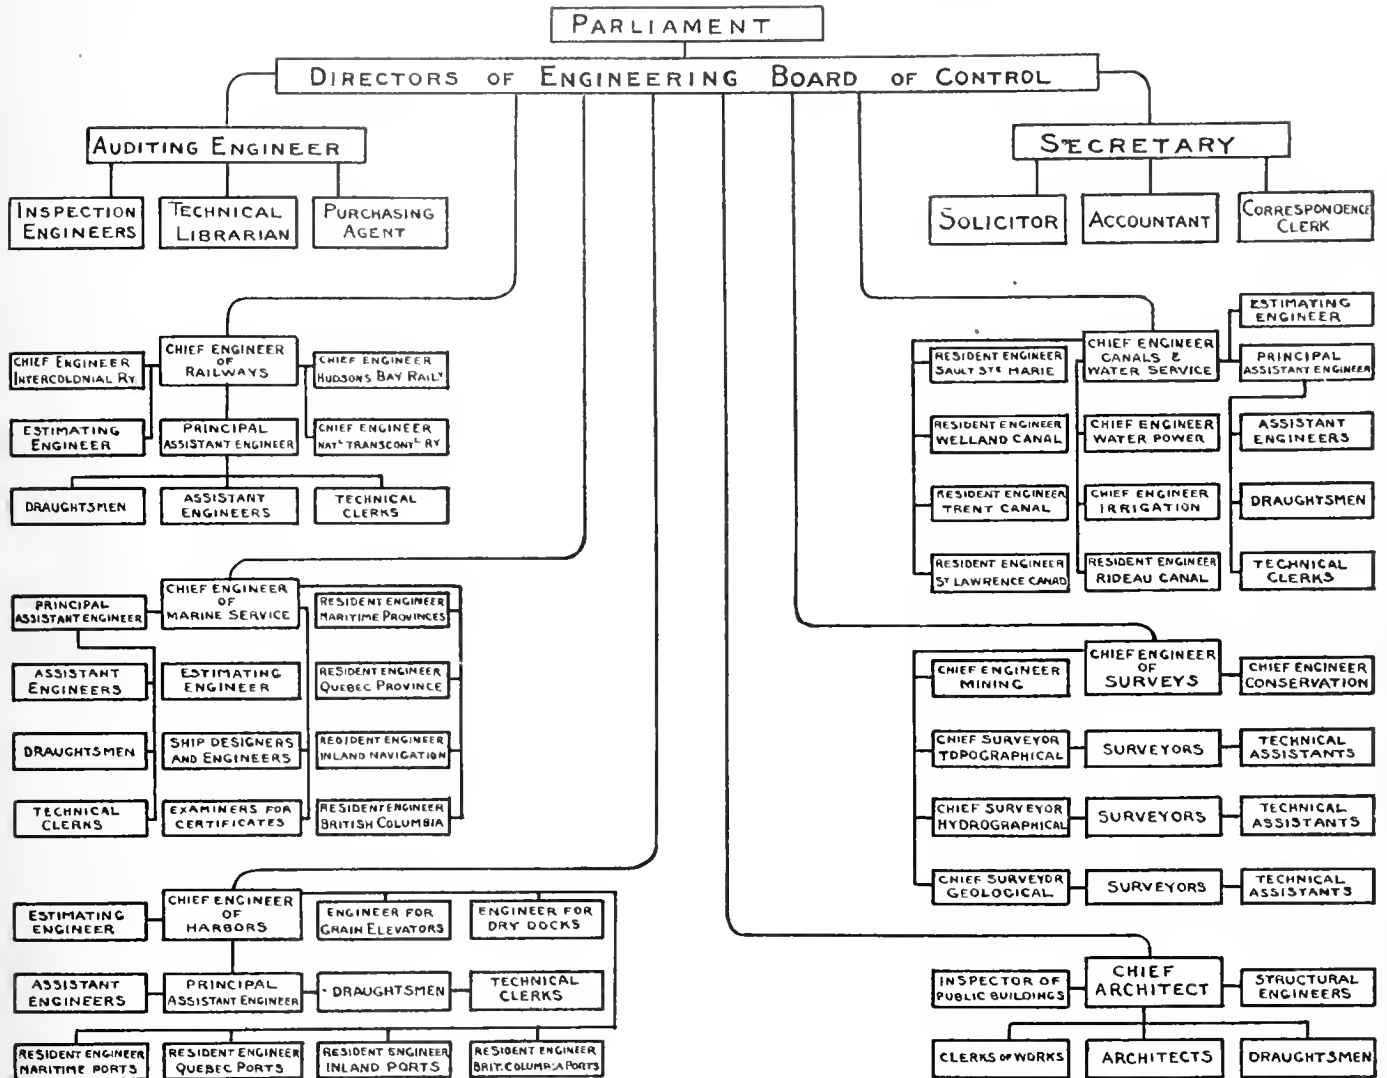 PARLIAMENT
DIRECTORS OF ENGINEERING BOARD OF CONTROL
AUDITING ENGINEER
INSPECTION
ENGINEERS
TECHNICAL
LIBRARIAN
PURCHASING
AGENT
SECRETARY
SOLICITOR
ACCOUNTANT
CORRESPONDENCE
CLERK
CHIEF ENGINEER
OF
RAILWAYS
CHIEF ENGINEER
INTERCOLONIAL RY.
CHIEF ENGINEER
HUDSONS BAY RAILY
ESTIMATING
ENGINEER
PRINCIPAL
ASSISTANT ENGINEER
CHIEF ENGINEER
NATL TRANSCONTL RY
DRAUGHTSMEN
ASSISTANT
ENGINEERS
TECHNICAL
CLERKS
CHIEF ENGINEER
OF
MARINE SERVICE
PRINCIPAL
ASSISTANT ENGINEER
RESIDENT ENGINEER
MARITIME PROVINCES
ASSISTANT
ENGINEERS
ESTIMATING
ENGINEER
RESIDENT ENGINEER
QUEBEC PROVINCE
DRAUGHTSMEN
SHIP DESIGNERS
AND ENGINEERS
RESIDENT ENGINEER
INLAND NAVIGATION
TECHNICAL
CLERKS
EXAMINERS FOR
CERTIFICATES
RESIDENT ENGINEER
BRITISH COLUMBIA
CHIEF ENGINEER
OF
HARBORS
ESTIMATING
ENGINEER
ENGINEER FOR
GRAIN ELEVATORS
ENGINEER FOR
DRY DOCKS
ASSISTANT
ENGINEERS
PRINCIPAL
ASSISTANT ENGINEER
DRAUGHTSMEN
TECHNICAL
CLERKS
RESIDENT ENGINEER
MARITIME PORTS
RESIDENT ENGINEER
QUEBEC PORTS
RESIDENT ENGINEER
INLAND PORTS
RESIDENT ENGINEER
BRIT. COLUMBIA PORTS
ESTIMATING
ENGINEER
RESIDENT ENGINEER
SAULT STE MARIE
CHIEF ENGINEER
CANALS &
WATER SERVICE
PRINCIPAL
ASSISTANT ENGINEER
RESIDENT ENGINEER
WELLAND CANAL
CHIEF ENGINEER
WATER POWER
ASSISTANT
ENGINEERS
RESIDENT ENGINEER
TRENT CANAL
CHIEF ENGINEER
IRRIGATION
DRAUGHTSMEN
RESIDENT ENGINEER
ST LAWRENCE CANAD.
RESIDENT ENGINEER
RIDEAU CANAL
TECHNICAL
CLERKS
CHIEF ENGINEER
MINING
CHIEF ENGINEER
OF
SURVEYS
CHIEF ENGINEER
CONSERVATION
CHIEF SURVEYOR
TOPOGRAPHICAL
SURVEYORS
TECHNICAL
ASSISTANTS
CHIEF SURVEYOR
HYDROGRAPHICAL
SURVEYORS
TECHNICAL
ASSISTANTS
CHIEF SURVEYOR
GEOLOGICAL
SURVEYORS
TECHNICAL
ASSISTANTS
INSPECTOR OF
PUBLIC BUILDINGS
CHIEF
ARCHITECT
STRUCTURAL
ENGINEERS
CLERKS OF WORKS
ARCHITECTS
DRAUGHTSMEN